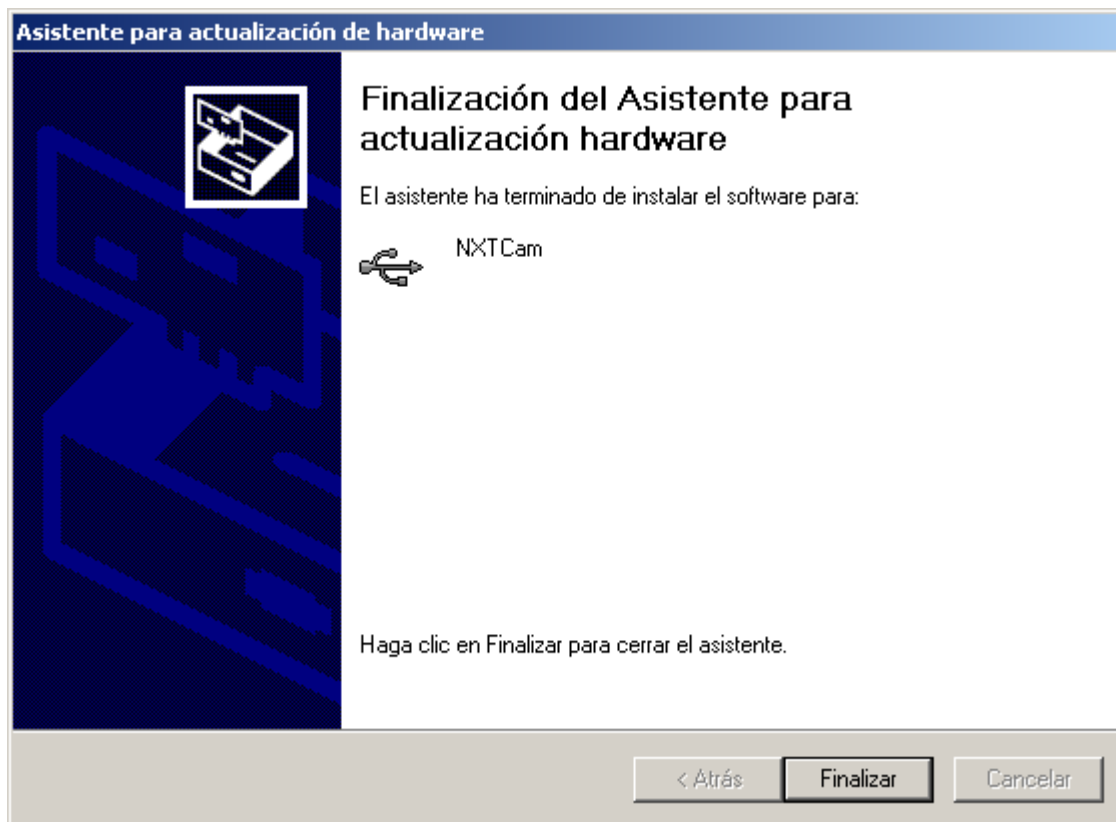 Asistente para actualización de hardware
Finalización del Asistente para
actualización hardware
El asistente ha terminado de instalar el software para:
NXTCam
Haga clic en Finalizar para cerrar el asistente.
< Atrás
Finalizar
Cancelar